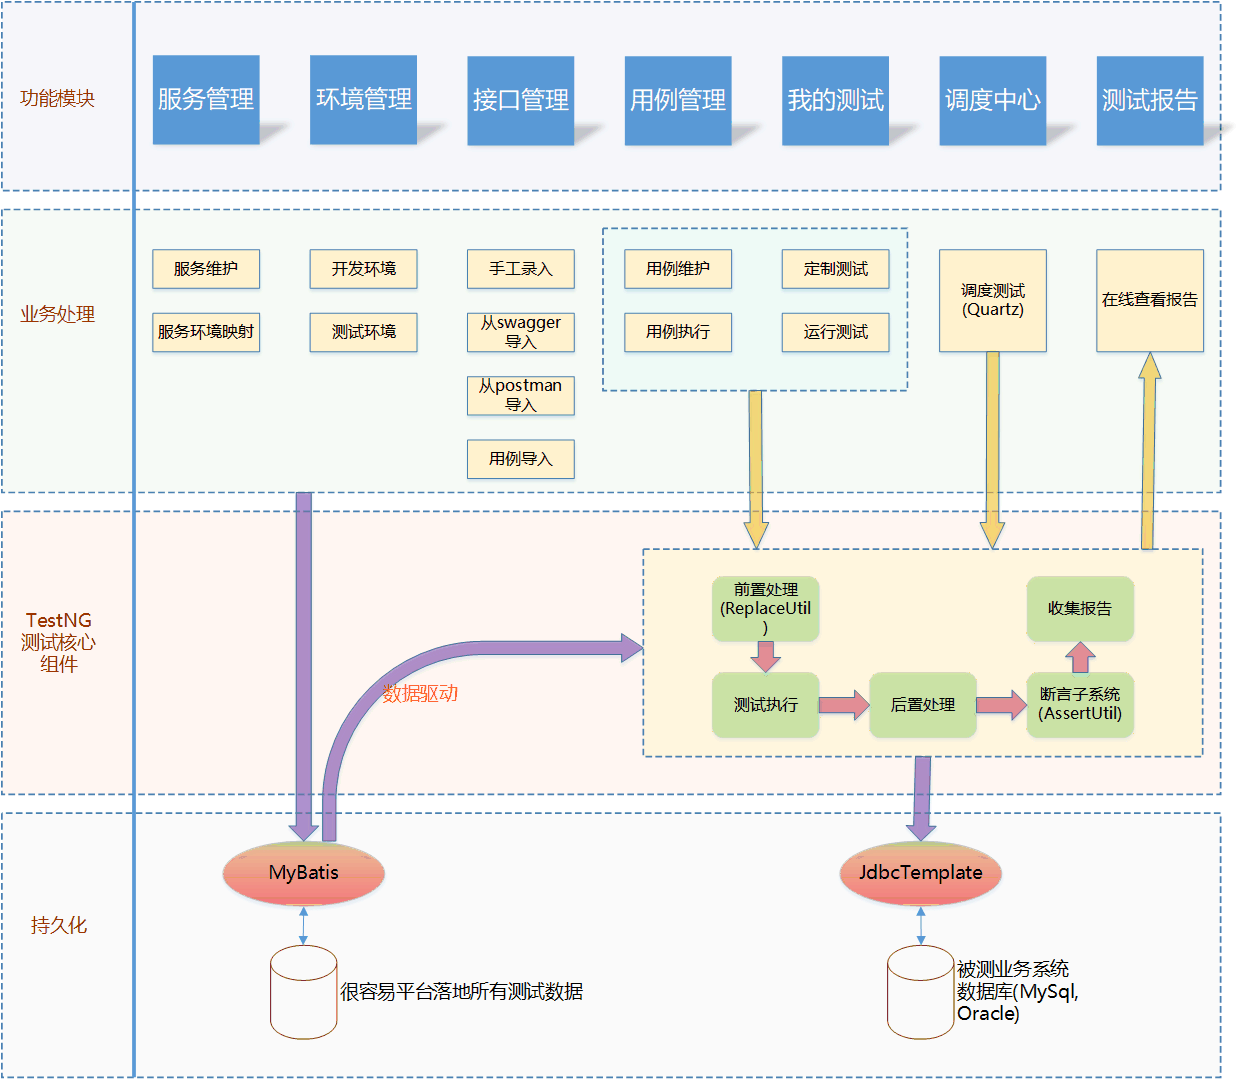 功能模块
服务管理
环境管理
接口管理
用例管理
我的测试
调度中心
测试报告
业务处理
服务维护
服务环境映射
开发环境
测试环境
手工录入
从swagger
导入
从postman
导入
用例导入
用例维护
用例执行
定制测试
运行测试
调度测试
(Quartz)
在线查看报告
TestNG
测试核心
组件
数据驱动
前置处理
(ReplaceUtil
)
测试执行
后置处理
断言子系统
(AssertUtil)
收集报告
持久化
MyBatis
很容易平台落地所有测试数据
JdbcTemplate
被测业务系统
数据库(MySql,
Oracle)